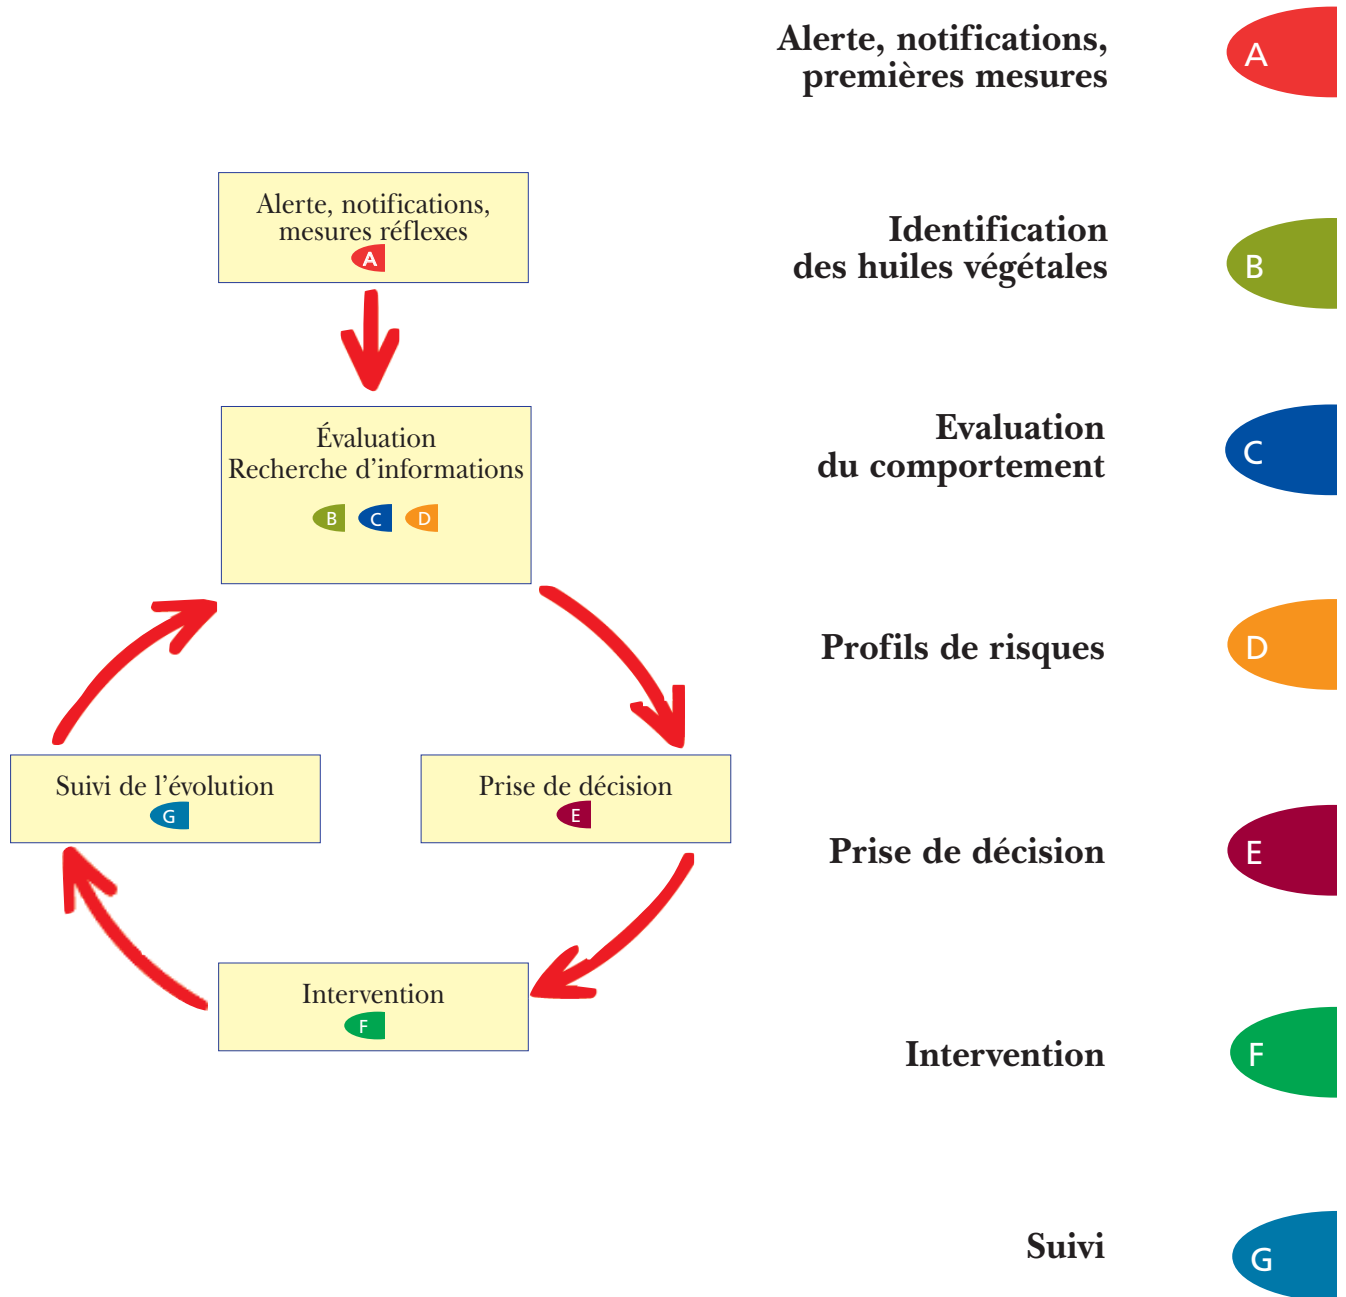 Alerte, notifications,
mesures réflexes
A
Évaluation
Recherche d'informations
B C D
Suivi de l'évolution
G
Prise de décision
E
Intervention
F
Alerte, notifications,
premières mesures
A
Identification
des huiles végétales
B
Evaluation
du comportement
C
Profils de risques
D
Prise de décision
E
Intervention
F
Suivi
G